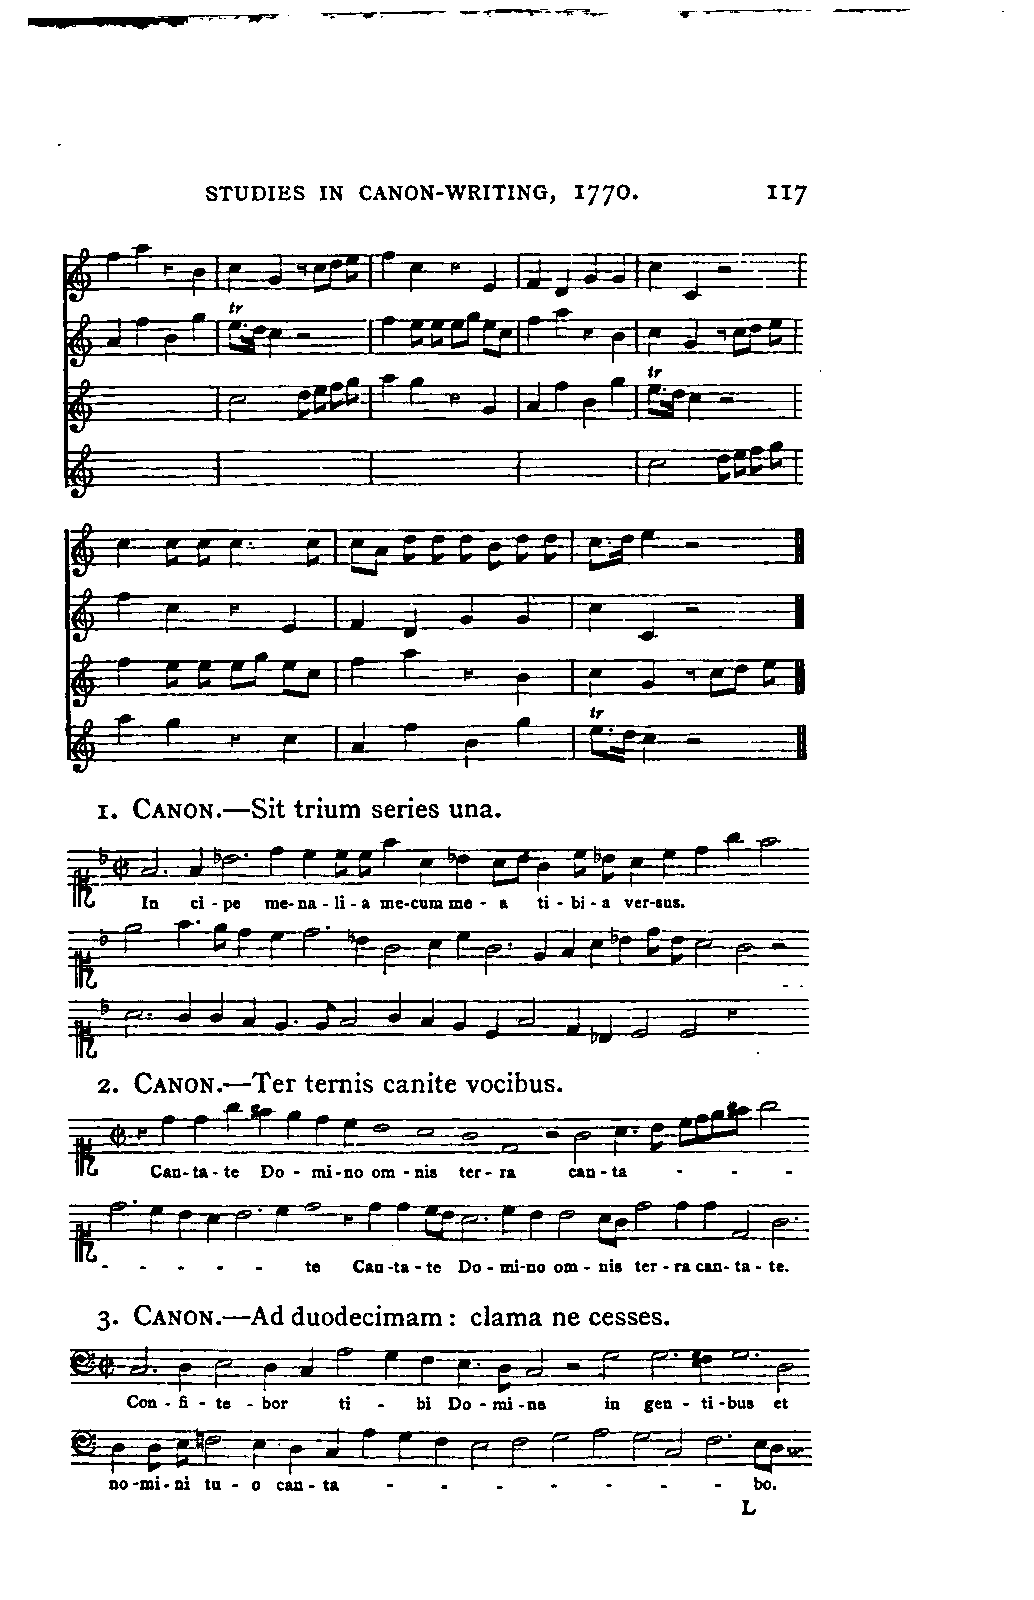 STUDIES IN CANON-WRITING, 1770. 117
tr
tr
tr
1. CANON.—Sit trium series una.
In ci - pe me-na-li-a me-cum me - a ti - bi - a ver-sus.
2. CANON.—Ter ternis canite vocibus.
Can-ta-te Do - mi-no om - nis ter-ra can-ta - - - -
- - - - - te Can-ta-te Do-mi-no om - nis ter-ra can-ta-te.
3. CANON.—Ad duodecimam: clama ne cesses.
Con - fi - te - bor ti - bi Do-mi-ne in gen - ti-bus et
no-mi-ni tu - o can-ta - - - - - - - bo.
L